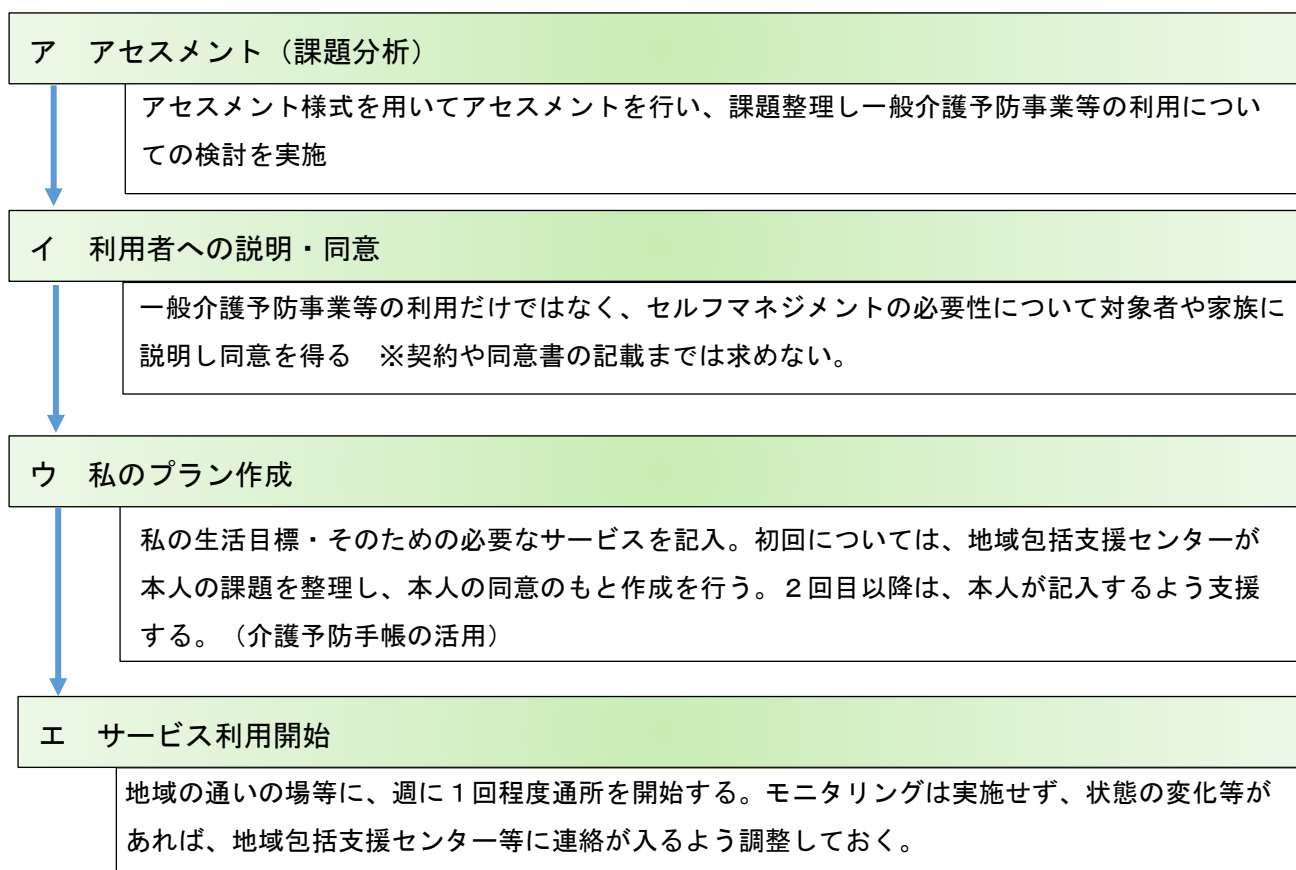 ア　アセスメント（課題分析）
アセスメント様式を用いてアセスメントを行い、課題整理し一般介護予防事業等の利用につい
ての検討を実施
イ　利用者への説明・同意
一般介護予防事業等の利用だけではなく、セルフマネジメントの必要性について対象者や家族に
説明し同意を得る　※契約や同意書の記載までは求めない。
ウ　私のプラン作成
私の生活目標・そのための必要なサービスを記入。初回については、地域包括支援センターが
本人の課題を整理し、本人の同意のもと作成を行う。２回目以降は、本人が記入するよう支援
する。（介護予防手帳の活用）
エ　サービス利用開始
地域の通いの場等に、週に１回程度通所を開始する。モニタリングは実施せず、状態の変化等が
あれば、地域包括支援センター等に連絡が入るよう調整しておく。